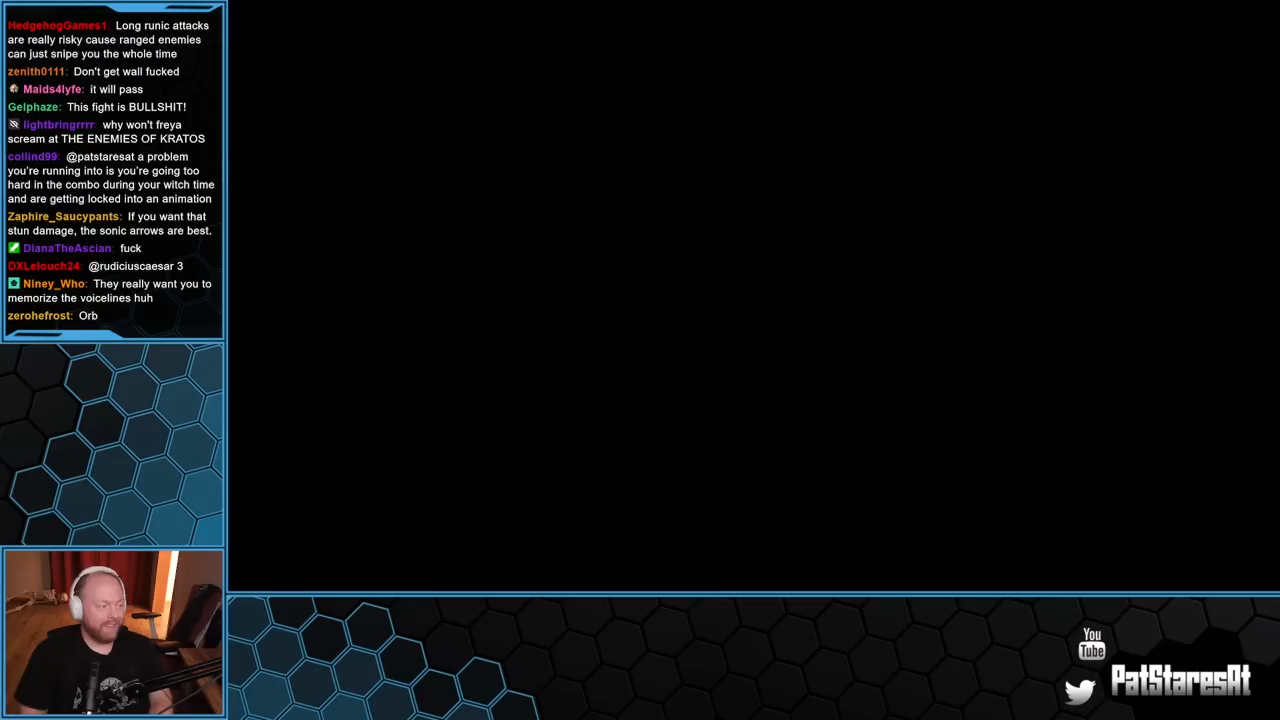 HedgehogGames1: Long runic attacks
are really risky cause ranged enemies
can just snipe you the whole time
zenith0111: Don't get wall fucked
Maids4lyfe: it will pass
Gelphaze: This fight is BULLSHIT!
lightbringrrrr: why won't freya
scream at THE ENEMIES OF KRATOS
collind99: @patstaresat a problem
you're running into is you're going too
hard in the combo during your witch time
and are getting locked into an animation
Zaphire_Saucypants: If you want that
stun damage, the sonic arrows are best.
DianaTheAscian: fuck
DXLelouch24: @rudiciuscaesar 3
Niney_Who: They really want you to
memorize the voicelines huh
zerohefrost: Orb
You
Tube
PatStaresAt